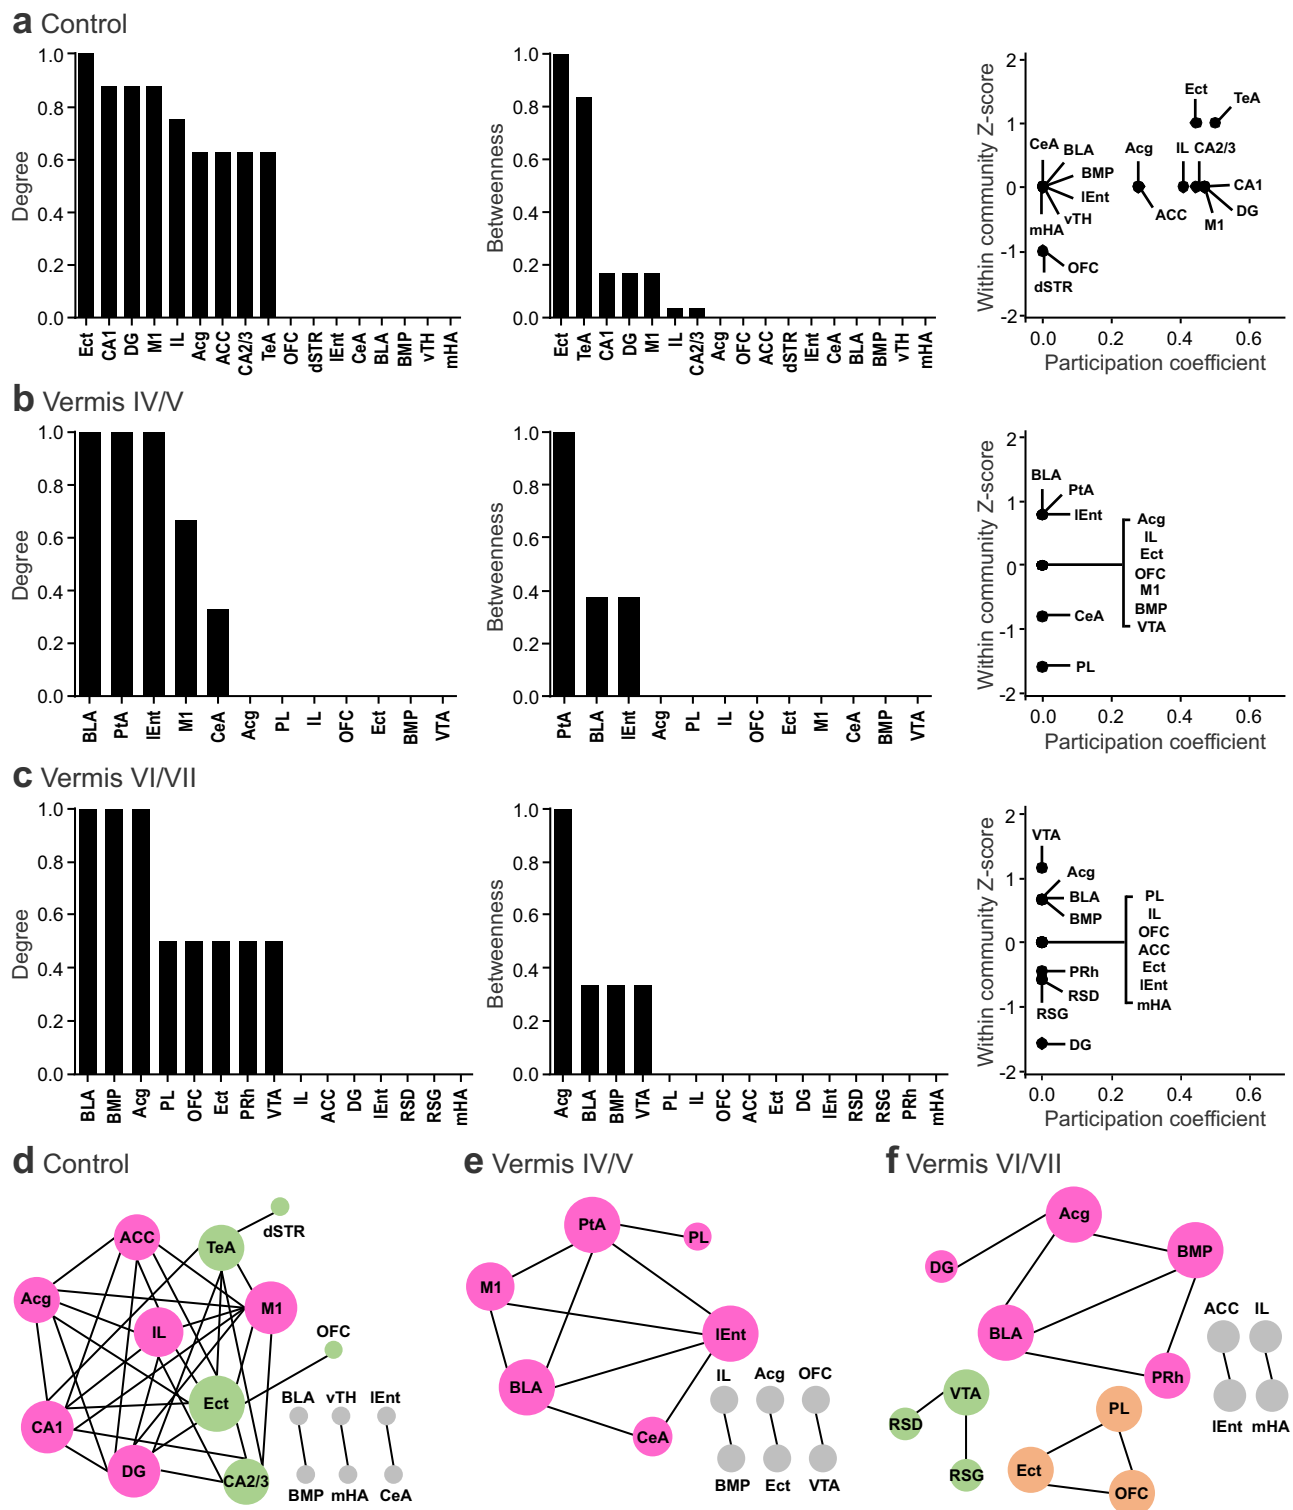 a Control
1.0
0.8
0.6
0.4
0.2
0.0
Degree
Ect CA1 DG M1 IL Acg ACC CA2/3 TeA OFC dSTR lEnt CeA BLA BMP vTH mHA
1.0
0.8
0.6
0.4
0.2
0.0
Betweenness
Ect TeA CA1 DG M1 IL CA2/3 Acg OFC ACC dSTR lEnt CeA BLA BMP vTH mHA
Within community Z-score
2
1
0
-1
-2
Ect
TeA
CeA
BLA
BMP
lEnt
vTH
mHA
Acg
ACC
IL CA2/3
CA1
DG
M1
OFC
dSTR
0.0 0.2 0.4 0.6
Participation coefficient
b Vermis IV/V
1.0
0.8
0.6
0.4
0.2
0.0
Degree
BLA PtA lEnt M1 CeA Acg PL IL OFC Ect BMP VTA
1.0
0.8
0.6
0.4
0.2
0.0
Betweenness
PtA BLA lEnt Acg PL IL OFC Ect M1 CeA BMP VTA
Within community Z-score
2
1
0
-1
-2
BLA
PtA
lEnt
Acg
IL
Ect
OFC
M1
BMP
VTA
CeA
PL
0.0 0.2 0.4 0.6
Participation coefficient
c Vermis VI/VII
1.0
0.8
0.6
0.4
0.2
0.0
Degree
BLA BMP Acg PL OFC Ect PRh VTA IL ACC DG lEnt RSD RSG mHA
1.0
0.8
0.6
0.4
0.2
0.0
Betweenness
Acg BLA BMP VTA PL IL OFC ACC Ect DG lEnt RSD RSG PRh mHA
Within community Z-score
2
1
0
-1
-2
VTA
Acg
BLA
BMP
PL
IL
OFC
ACC
Ect
lEnt
mHA
PRh
RSD
RSG
DG
0.0 0.2 0.4 0.6
Participation coefficient
d Control
dSTR
ACC
TeA
Acg
M1
IL
OFC
Ect
CA1
DG
CA2/3
BLA vTH lEnt
BMP mHA CeA
e Vermis IV/V
PtA
PL
M1
lEnt
BLA
CeA
IL Acg OFC
BMP Ect VTA
f Vermis VI/VII
Acg
BMP
DG
BLA
PRh
ACC IL
lEnt mHA
VTA
RSD
RSG
PL
Ect
OFC